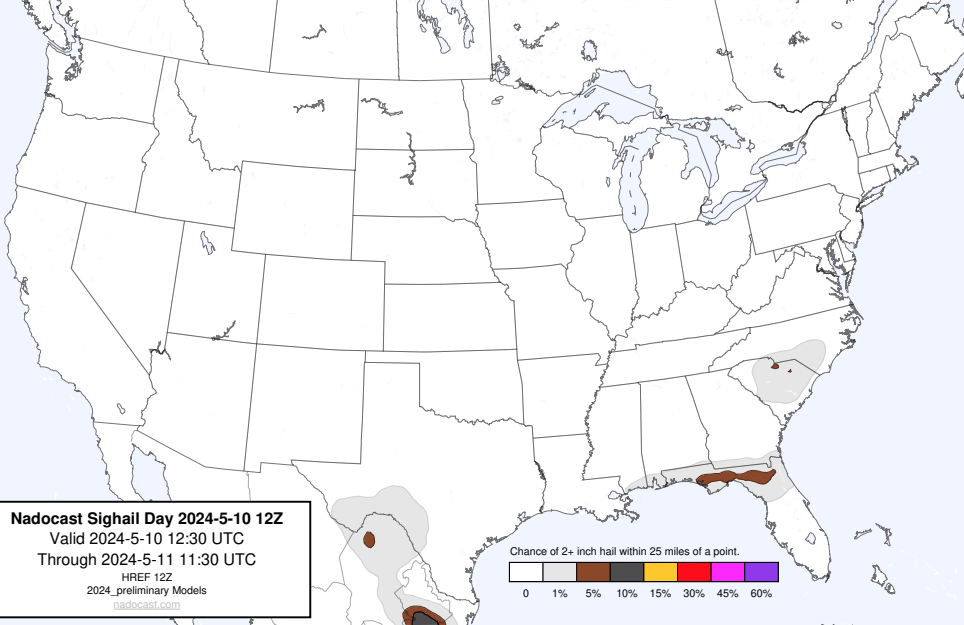 Nadocast Sighail Day 2024-5-10 12Z
Valid 2024-5-10 12:30 UTC
Through 2024-5-11 11:30 UTC
HREF 12Z
2024_preliminary Models
nadocast.com
Chance of 2+ inch hail within 25 miles of a point.
0 1% 5% 10% 15% 30% 45% 60%